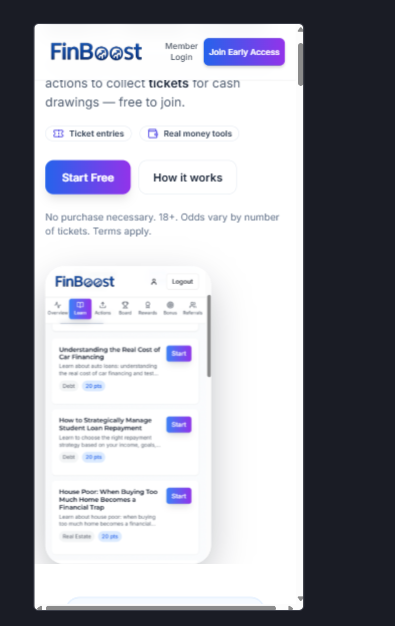 FinBoost
Member
Login
Join Early Access
actions to collect tickets for cash
drawings — free to join.
Ticket entries
Real money tools
Start Free
How it works
No purchase necessary. 18+. Odds vary by number
of tickets. Terms apply.
FinBoost
Logout
Overview
Learn
Actions
Board
Rewards
Bonus
Referrals
Understanding the Real Cost of
Car Financing
Start
Learn about auto loans: understanding
the real cost of car financing and test...
Debt
20 pts
How to Strategically Manage
Student Loan Repayment
Start
Learn to choose the right repayment
strategy based on your income, goals,...
Debt
20 pts
House Poor: When Buying Too
Much Home Becomes a
Financial Trap
Start
Learn about house poor: when buying
too much home becomes a financial...
Real Estate
20 pts